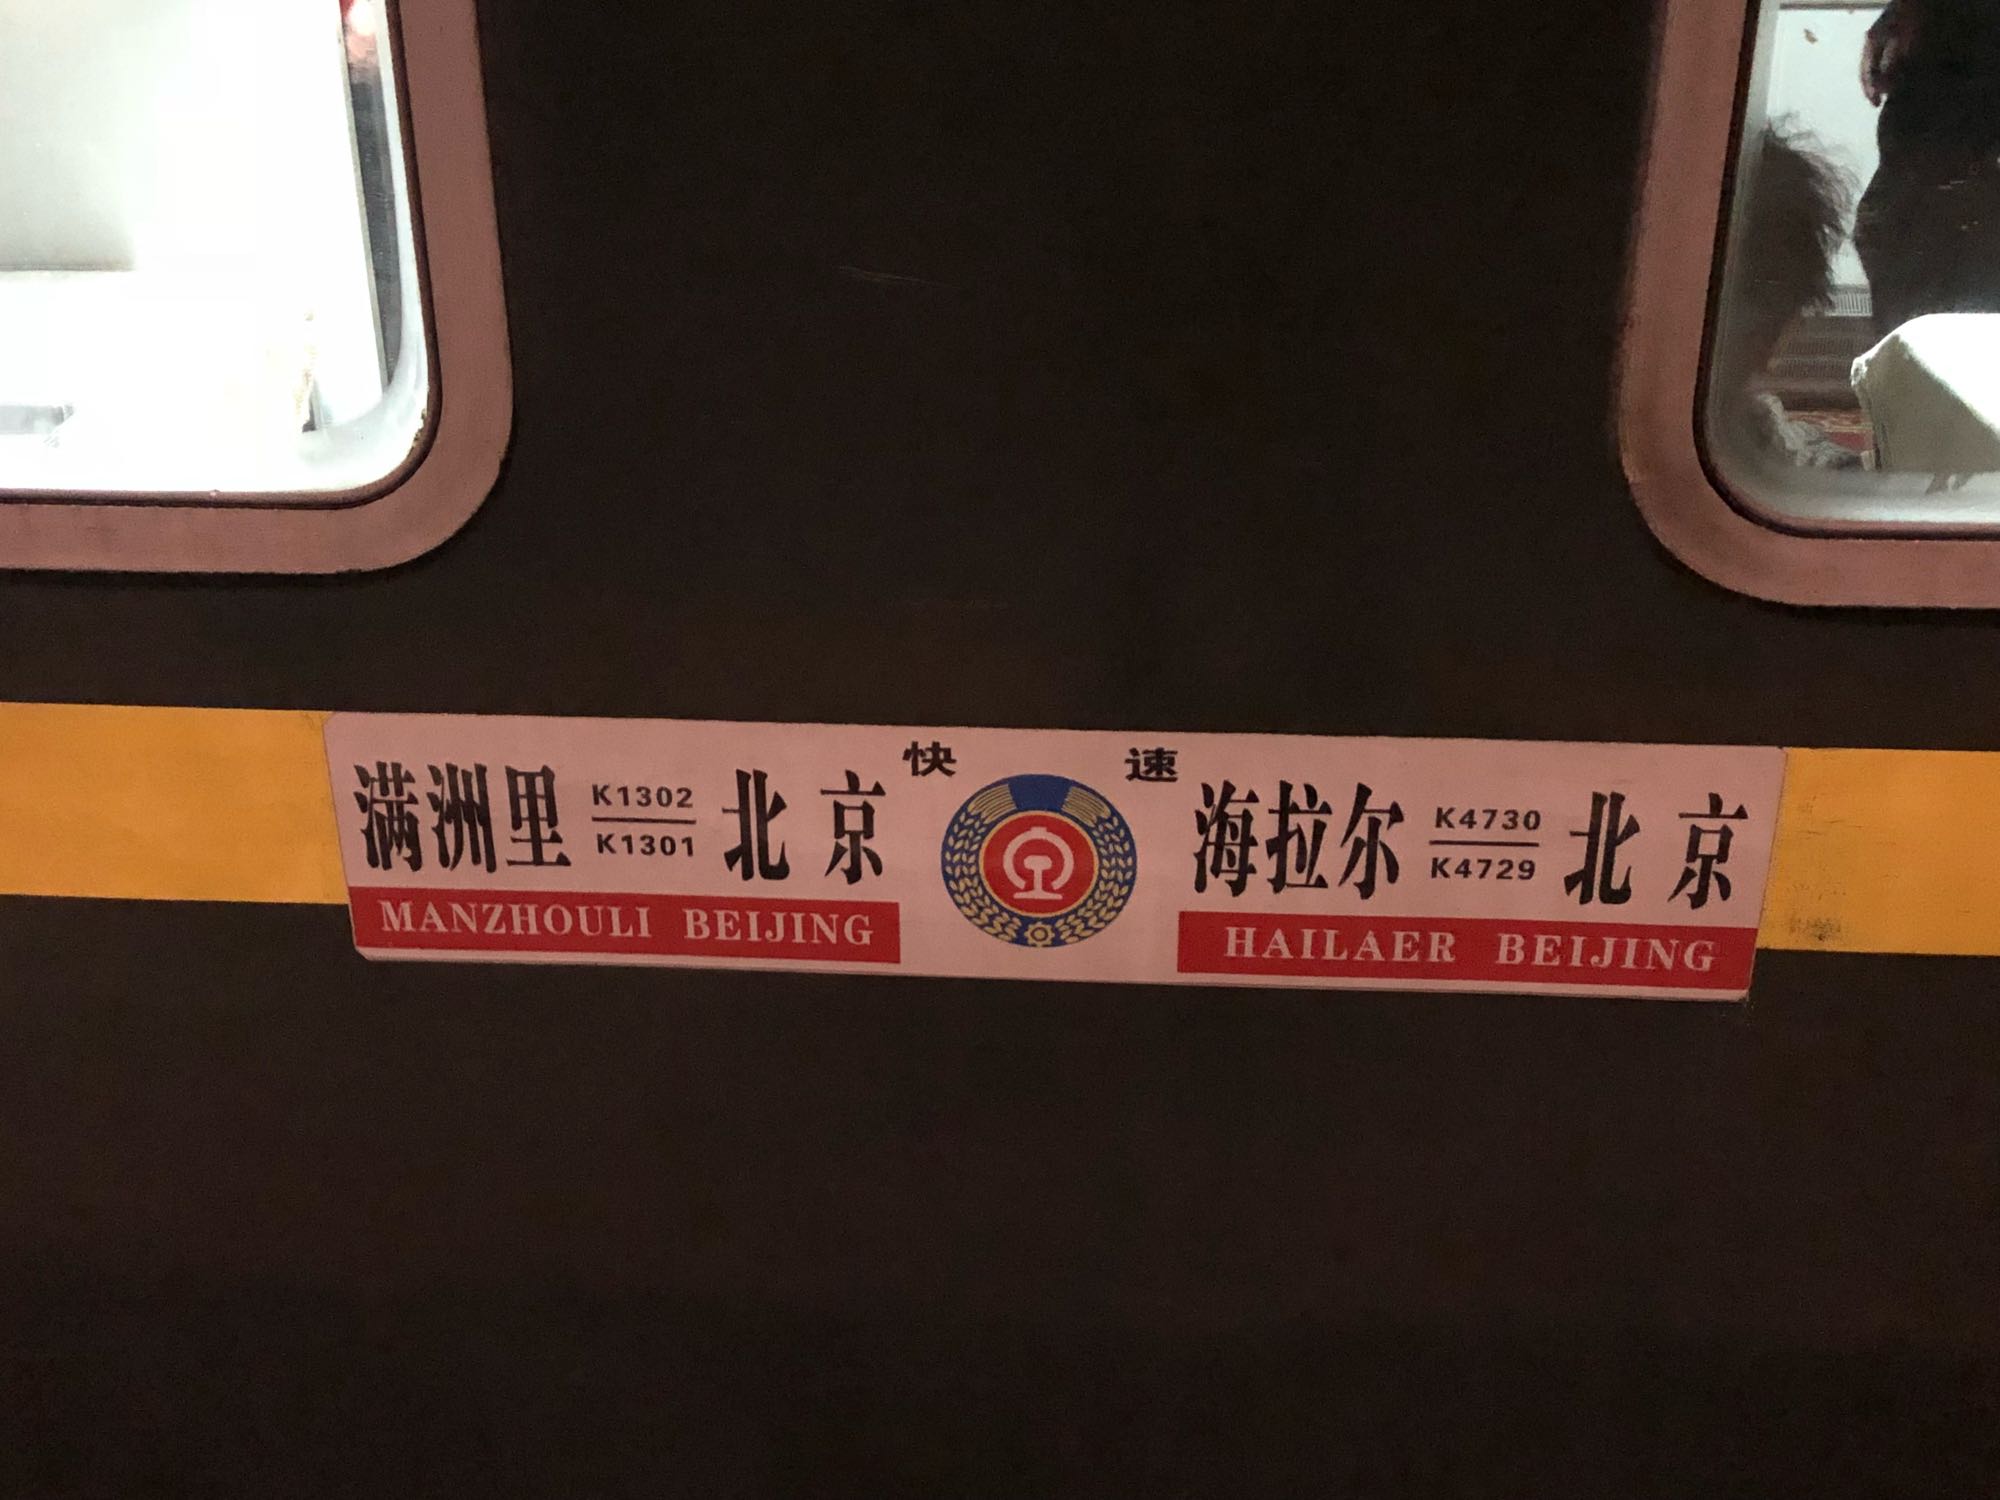 快 速
满洲里 K1302 北京
K1301
MANZHOULI BEIJING
海拉尔 K4730 北京
K4729
HAILAER BEIJING